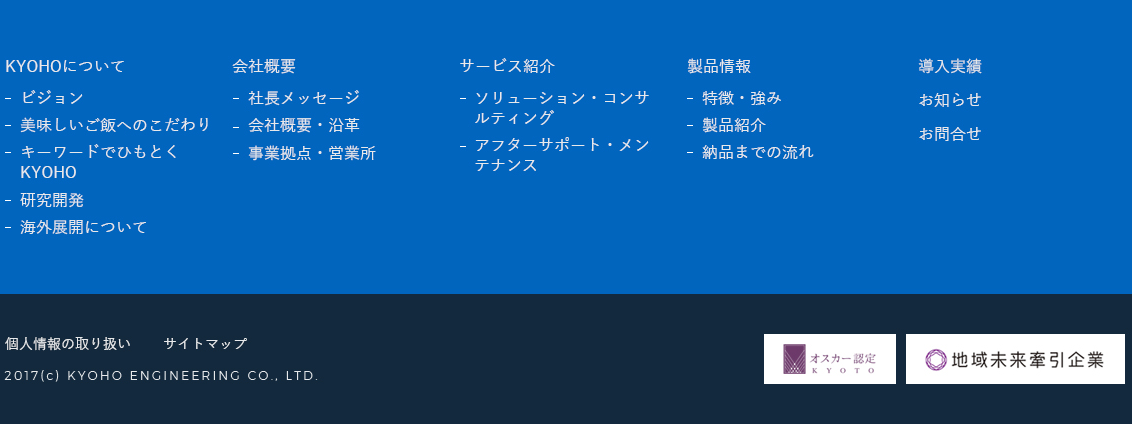 KYOHOについて
- ビジョン
- 美味しいご飯へのこだわり
- キーワードでひもとく
KYOHO
- 研究開発
- 海外展開について
会社概要
- 社長メッセージ
- 会社概要・沿革
- 事業拠点・営業所
サービス紹介
- ソリューション・コンサ
ルティング
- アフターサポート・メン
テナンス
製品情報
- 特徴・強み
- 製品紹介
- 納品までの流れ
導入実績
お知らせ
お問合せ
個人情報の取り扱い
サイトマップ
2017(c) KYOHO ENGINEERING CO., LTD.
オスカー認定
KYOTO
地域未来牽引企業